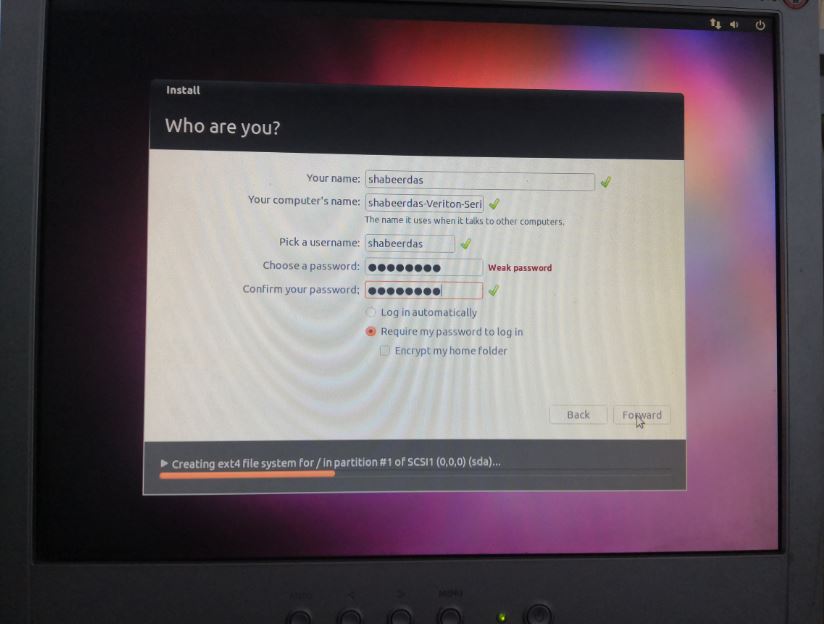 Install
Who are you?
Your name: shabeerdas
Your computer's name: shabeerdas-Veriton-Seri
The name it uses when it talks to other computers.
Pick a username: shabeerdas
Choose a password: ●●●●●●●● Weak password
Confirm your password: ●●●●●●●●
Log in automatically
Require my password to log in
Encrypt my home folder
Back Forward
Creating ext4 file system for / in partition #1 of SCSI1 (0,0,0) (sda)...
< > MENU